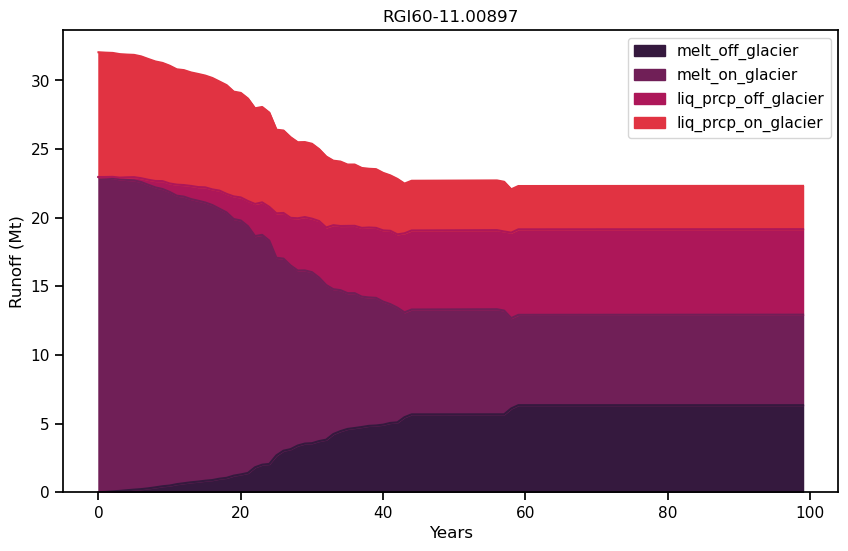 RGI60-11.00897
melt_off_glacier
melt_on_glacier
liq_prcp_off_glacier
liq_prcp_on_glacier
Runoff (Mt)
30
25
20
15
10
5
0
0 20 40 60 80 100
Years